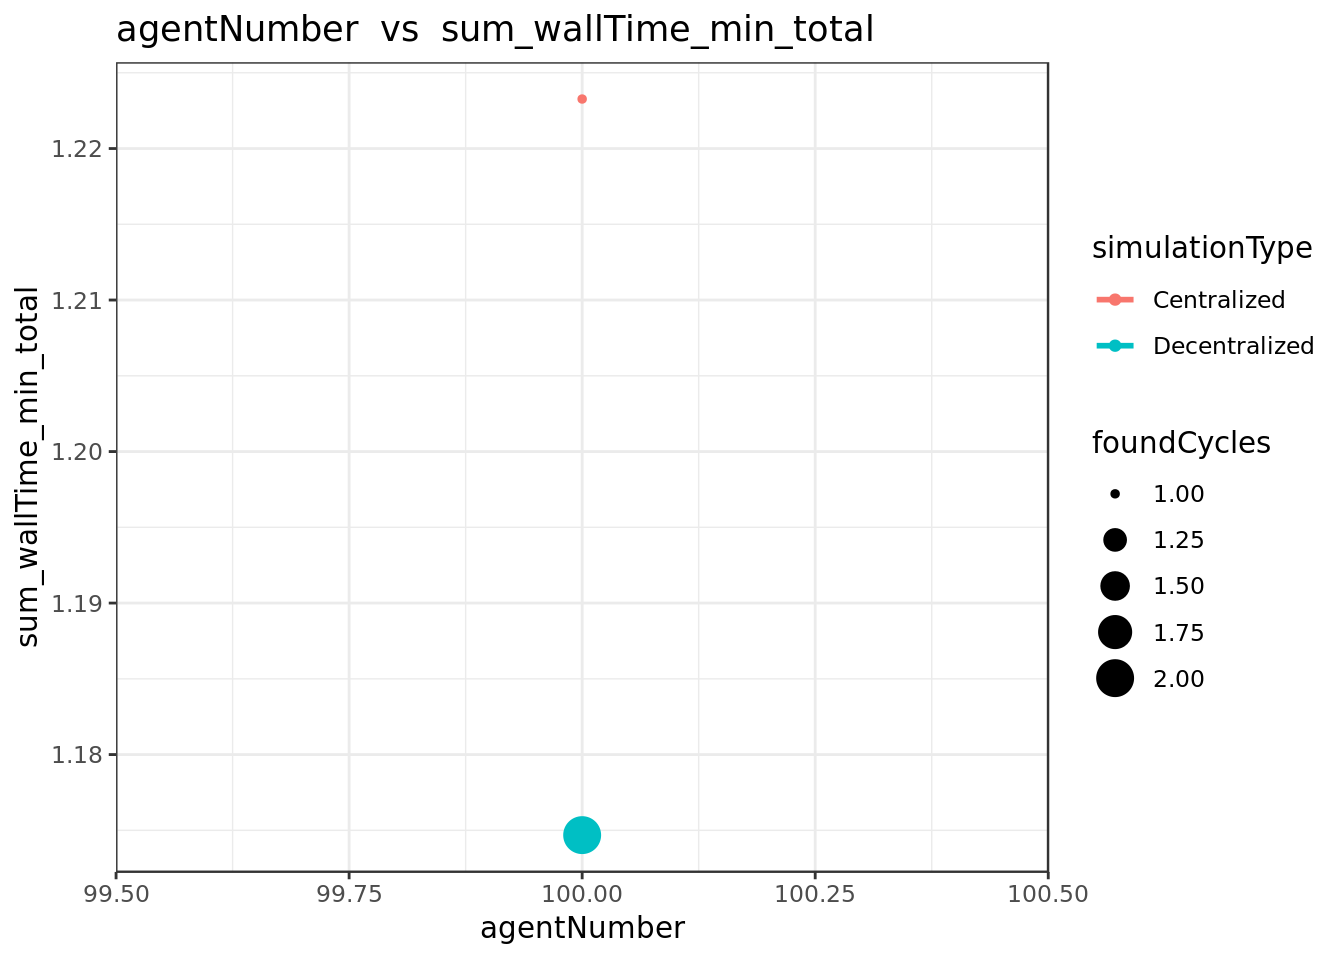 agentNumber  vs  sum_wallTime_min_total
sum_wallTime_min_total
1.22
1.21
1.20
1.19
1.18
99.50
99.75
100.00
100.25
100.50
agentNumber
simulationType
Centralized
Decentralized
foundCycles
1.00
1.25
1.50
1.75
2.00